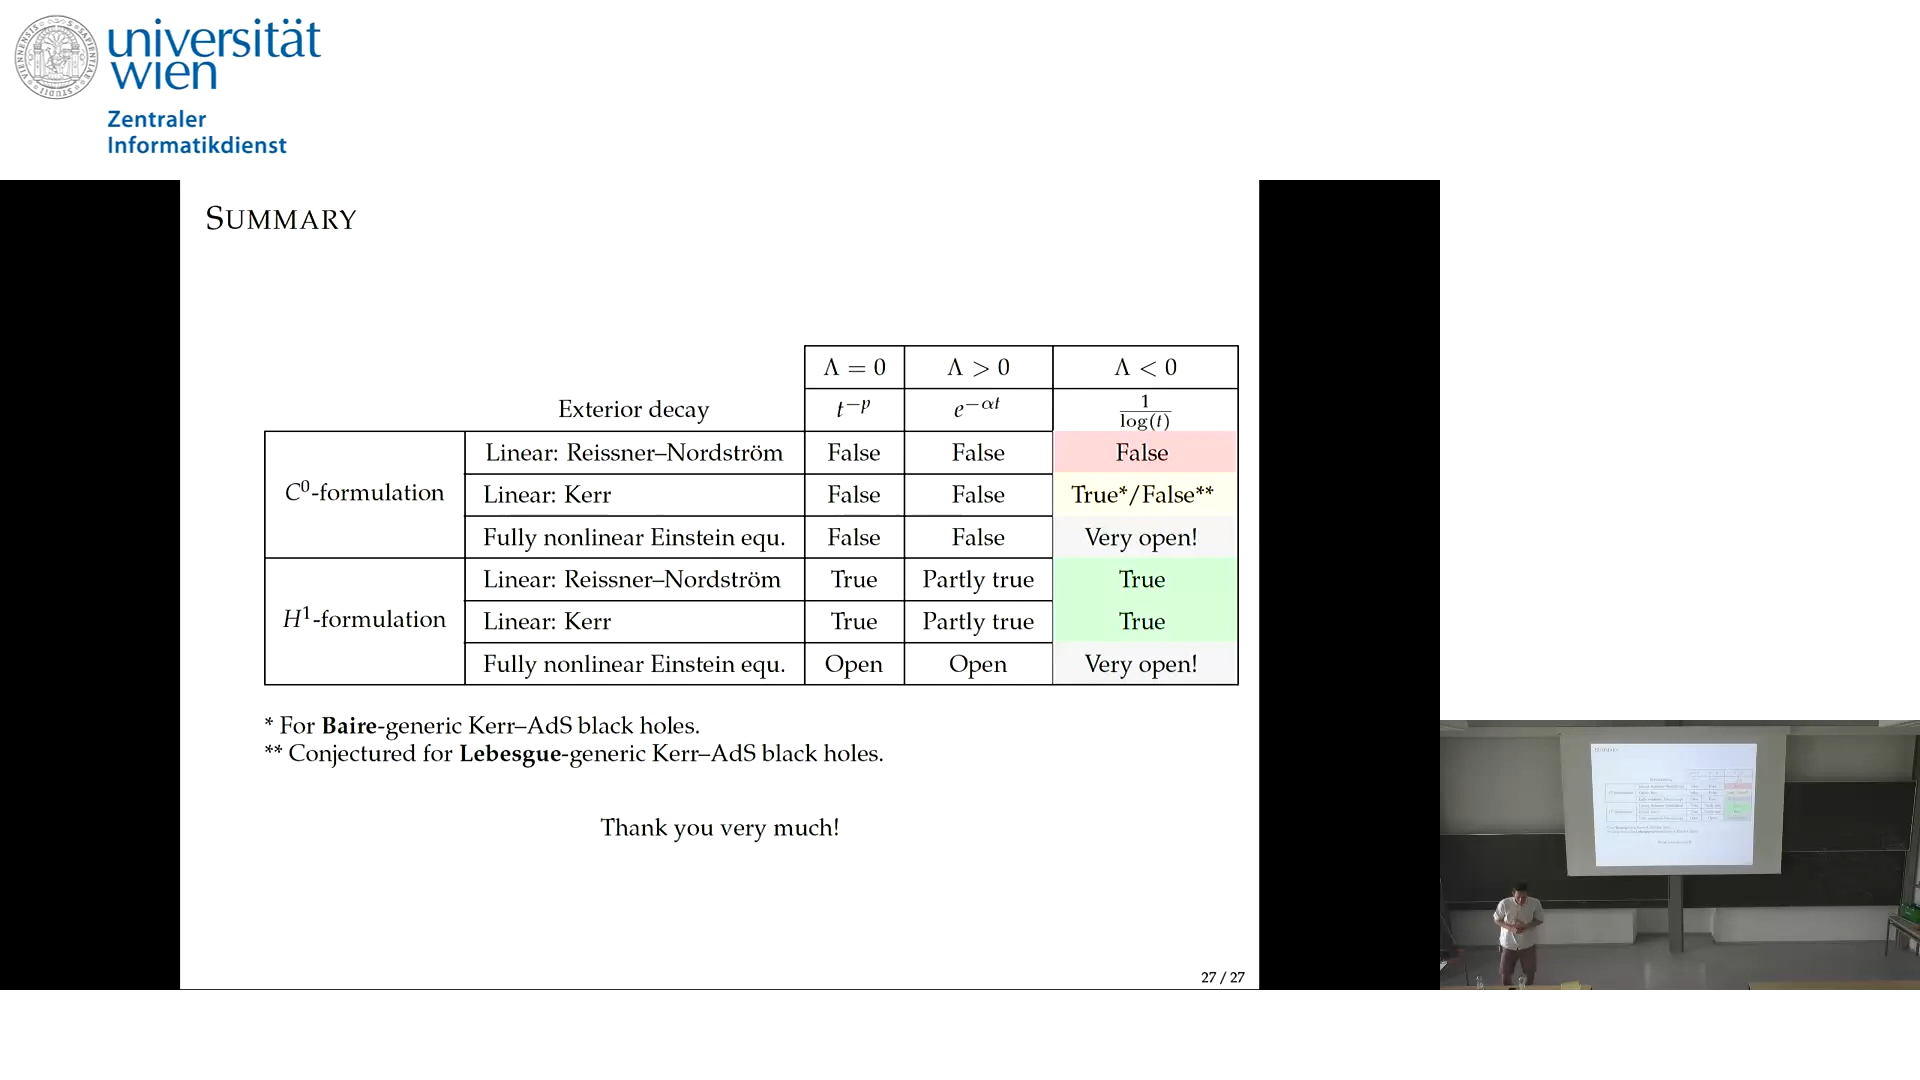 universität
wien
Zentraler
Informatikdienst
SUMMARY
Λ = 0 Λ > 0 Λ < 0
Exterior decay t⁻ᵖ e⁻ᵅᵗ 1/log(t)
C⁰-formulation
Linear: Reissner–Nordström False False False
Linear: Kerr False False True*/False**
Fully nonlinear Einstein equ. False False Very open!
H¹-formulation
Linear: Reissner–Nordström True Partly true True
Linear: Kerr True Partly true True
Fully nonlinear Einstein equ. Open Open Very open!
* For Baire-generic Kerr–AdS black holes.
** Conjectured for Lebesgue-generic Kerr–AdS black holes.
Thank you very much!
27 / 27